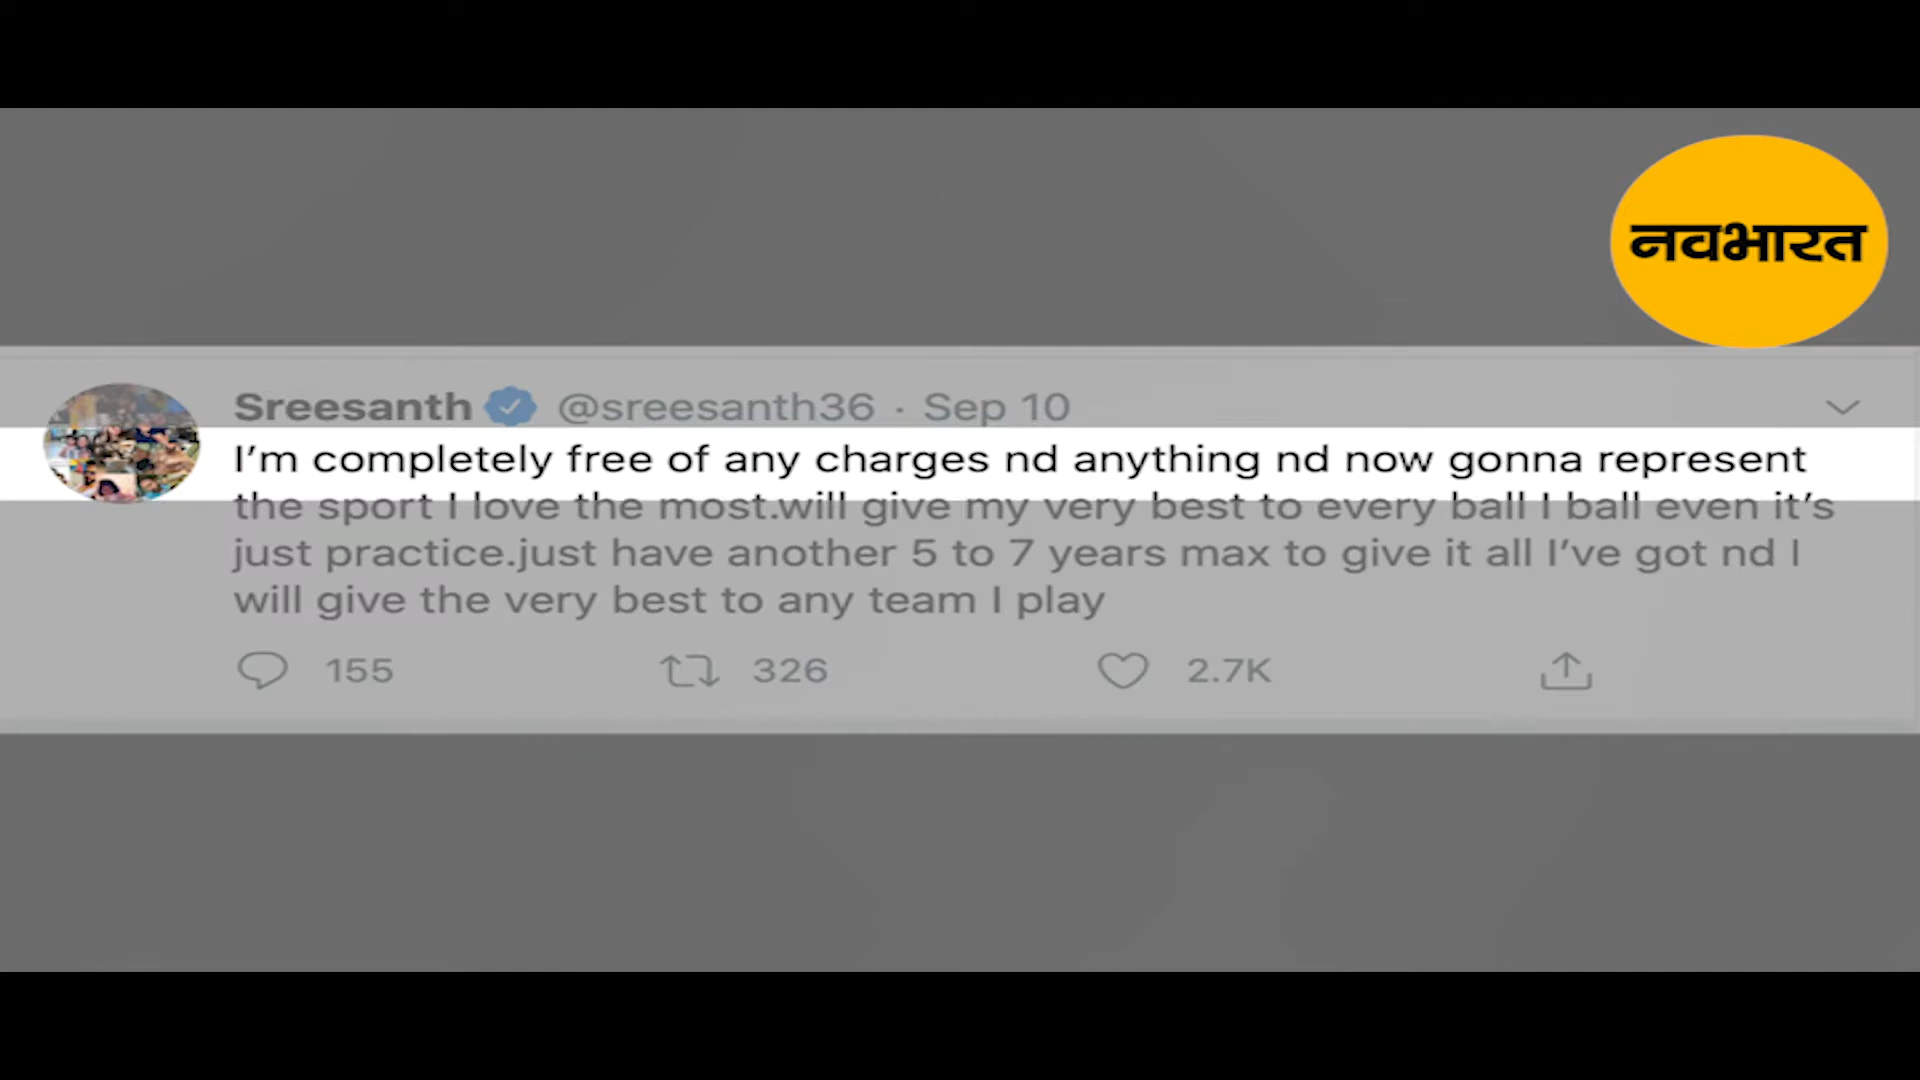 नवभारत
Sreesanth @sreesanth36 · Sep 10
I’m completely free of any charges nd anything nd now gonna represent
the sport I love the most.will give my very best to every ball I ball even it’s
just practice.just have another 5 to 7 years max to give it all I’ve got nd I
will give the very best to any team I play
155 326 2.7K